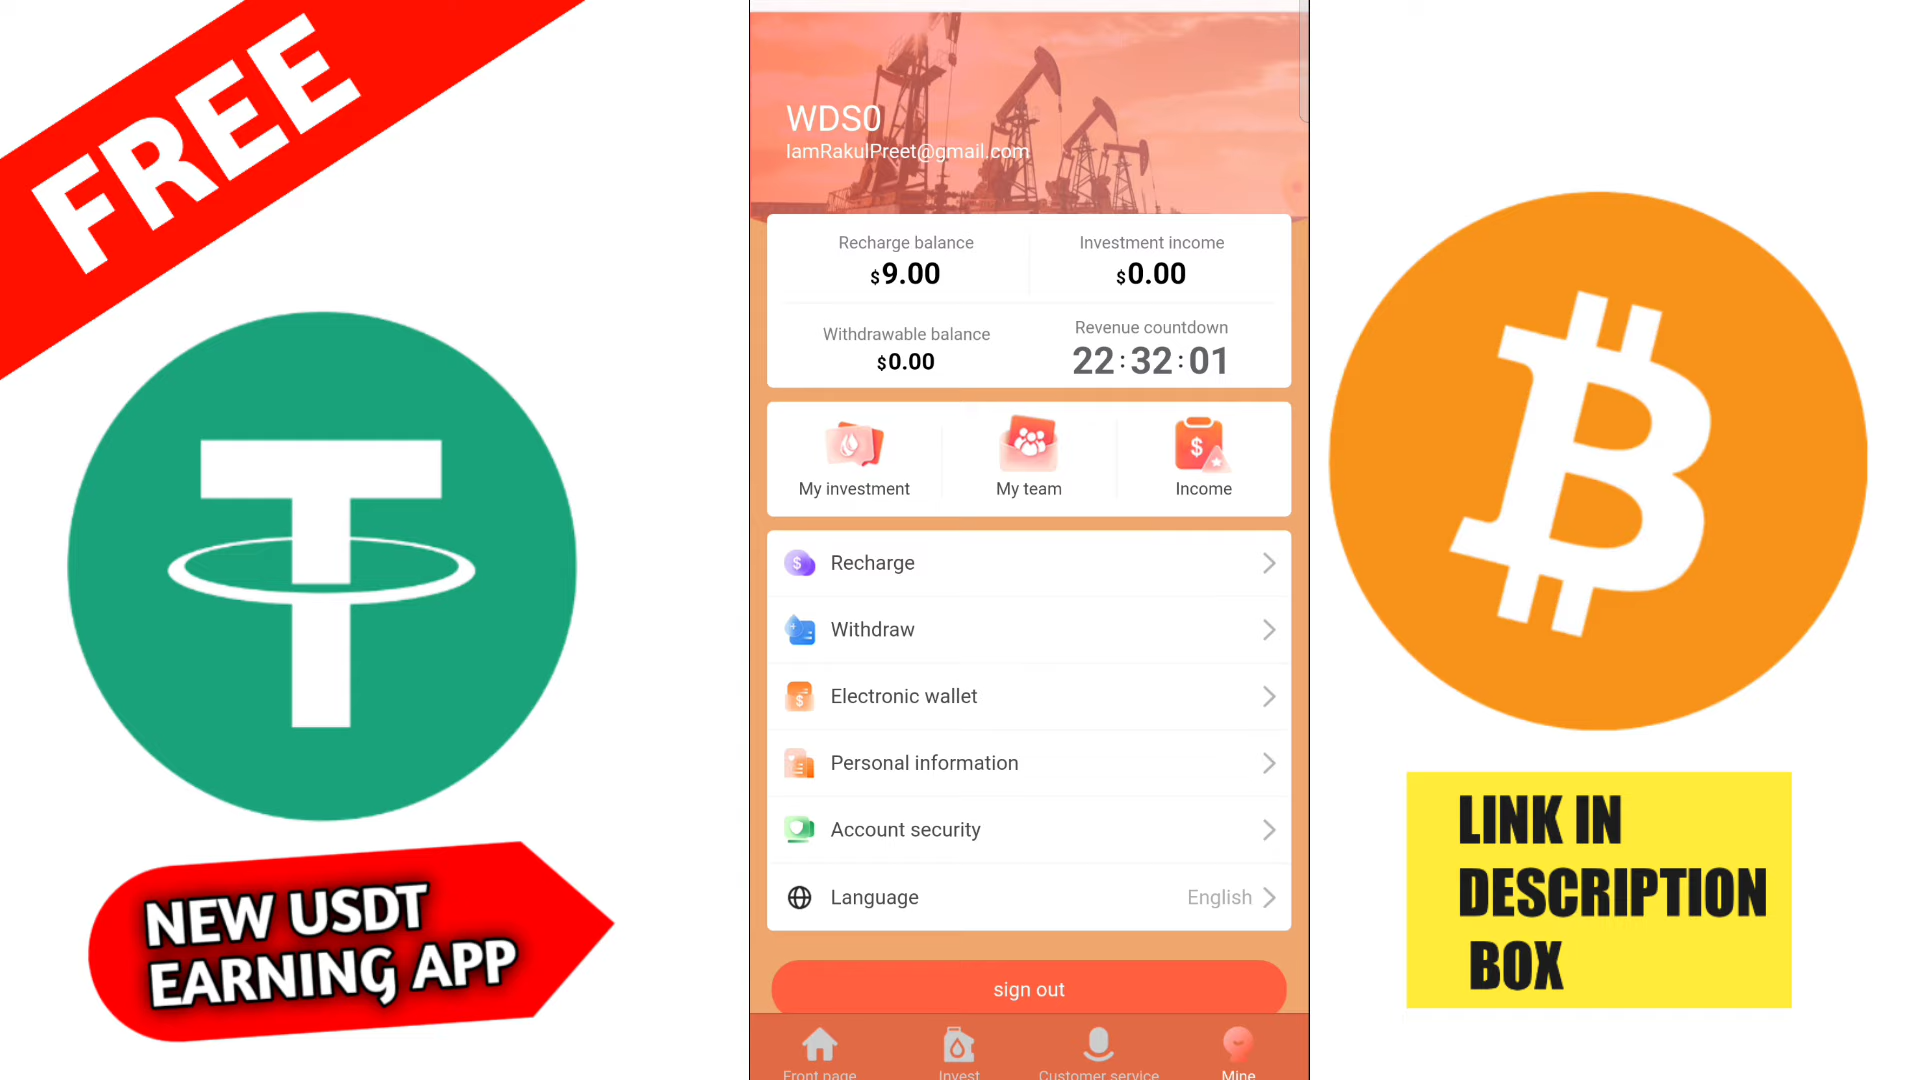 FREE
WDS0
IamRakulPreet@gmail.com
Recharge balance
$9.00
Investment income
$0.00
Withdrawable balance
$0.00
Revenue countdown
22:32:01
My investment
My team
Income
Recharge
Withdraw
Electronic wallet
Personal information
Account security
Language
English
sign out
Front page
Invest
Customer service
Mine
NEW USDT
EARNING APP
LINK IN
DESCRIPTION
BOX